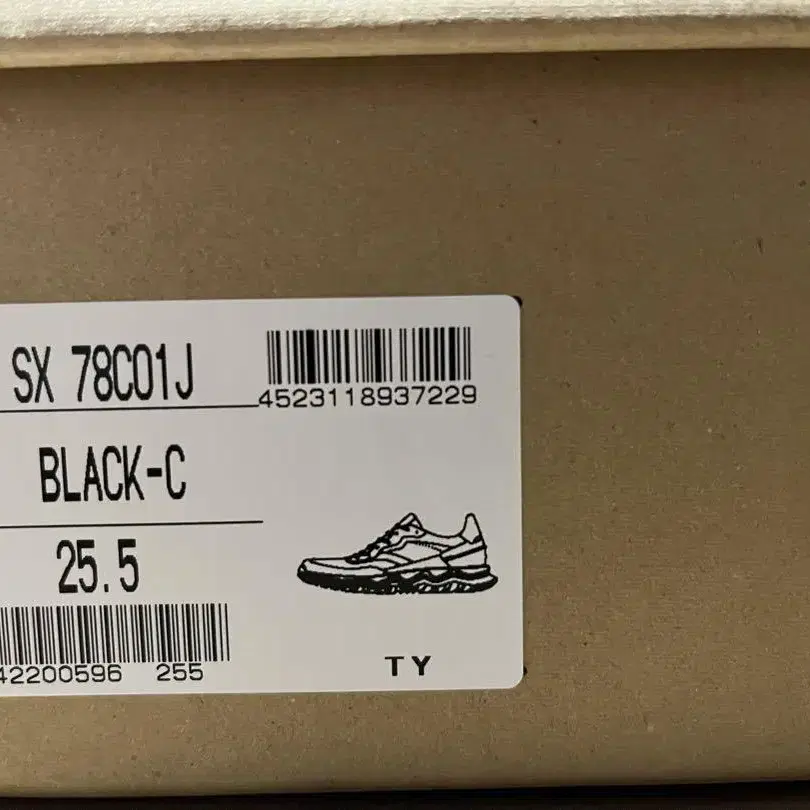 SX 78C01J
4523118937229
BLACK-C
25.5
42200596 255
TY